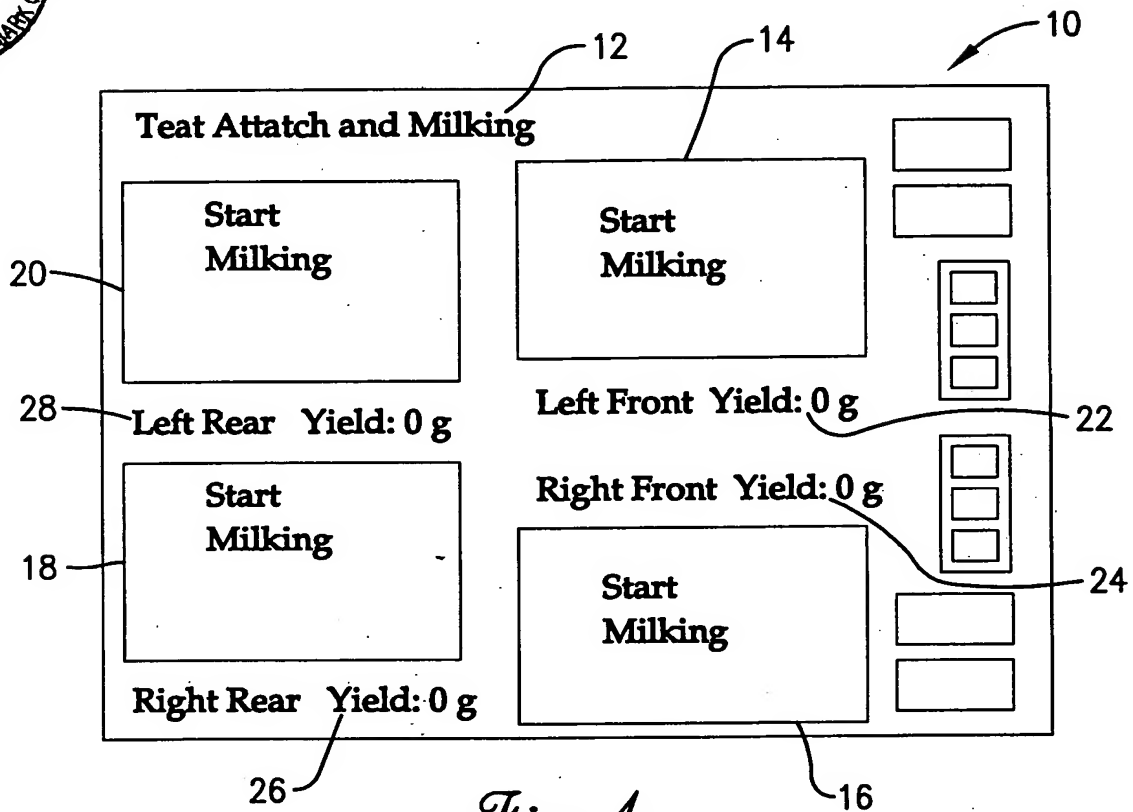 10
12
14
Teat Attatch and Milking
Start
Milking
Start
Milking
20
28
Left Rear Yield: 0 g
Left Front Yield: 0 g
22
Start
Milking
Right Front Yield: 0 g
18
24
Start
Milking
Right Rear Yield: 0 g
26
16